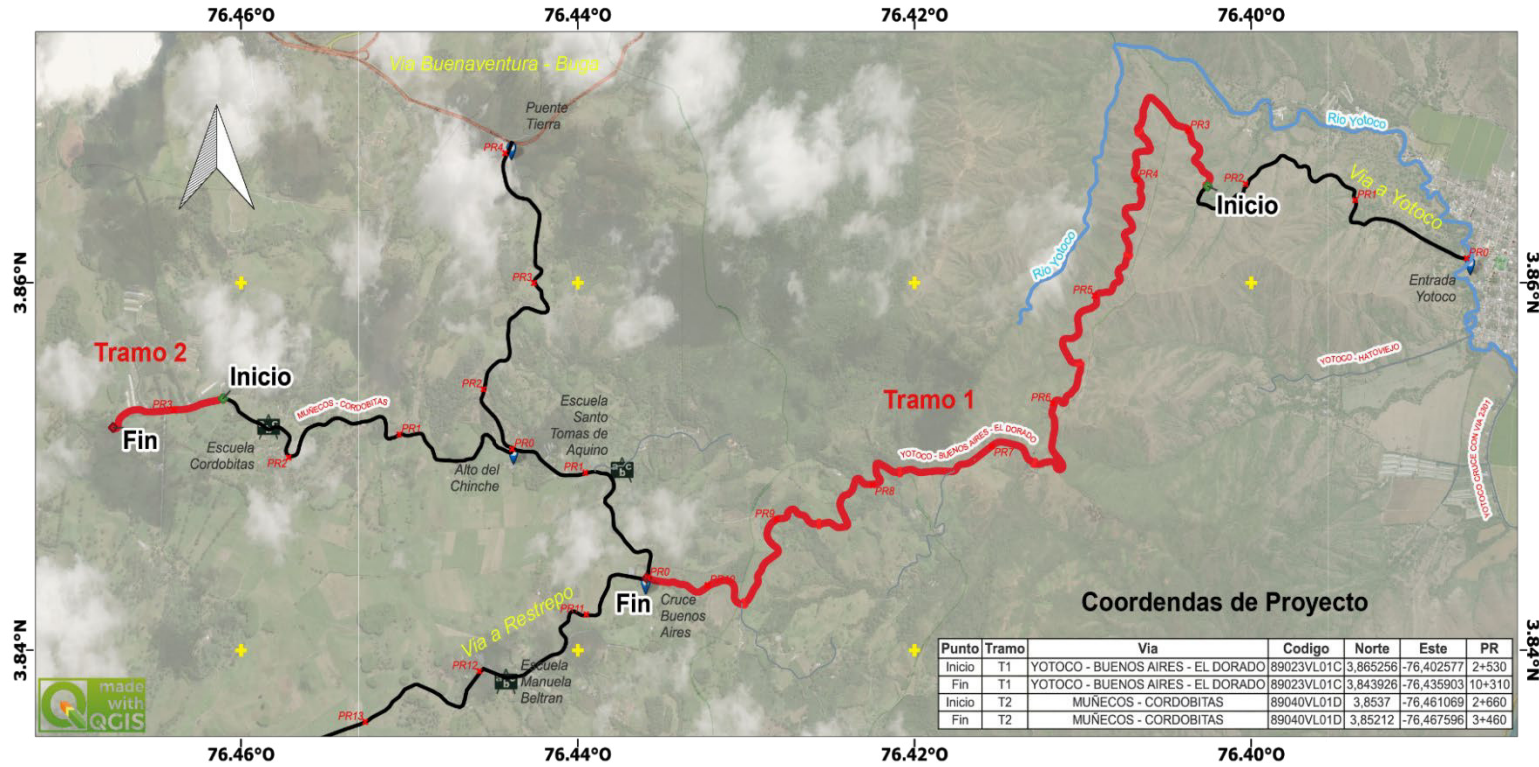 76.46°O
76.44°O
76.42°O
76.40°O
Via Buenaventura - Buga
Puente
Tierra
PR4
PR3
PR2
Rio Yotoco
Rio Yotoco
PR3
PR4
PR2
PR1
Via a Yotoco
PR0
Inicio
Entrada
Yotoco
3.86°N
3.86°N
PR5
PR6
YOTOCO - HATOVIEJO
YOTOCO CRUCE CON VIA 2301
Tramo 2
Inicio
PR3
Fin
MUÑECOS - CORDOBITAS
Escuela
Cordobitas
PR2
PR1
PR0
Alto del
Chinche
Escuela
Santo
Tomas de
Aquino
PR1
Tramo 1
YOTOCO - BUENOS AIRES - EL DORADO
PR7
PR8
PR9
PR10
PR0
Fin
Cruce
Buenos
Aires
PR11
Via a Restrepo
PR12
Escuela
Manuela
Beltran
PR13
3.84°N
3.84°N
made
with
QGIS
Coordendas de Proyecto
Punto Tramo Via Codigo Norte Este PR
Inicio T1 YOTOCO - BUENOS AIRES - EL DORADO 89023VL01C 3,865256 -76,402577 2+530
Fin T1 YOTOCO - BUENOS AIRES - EL DORADO 89023VL01C 3,843926 -76,435903 10+310
Inicio T2 MUÑECOS - CORDOBITAS 89040VL01D 3,8537 -76,461069 2+660
Fin T2 MUÑECOS - CORDOBITAS 89040VL01D 3,85212 -76,467596 3+460
76.46°O
76.44°O
76.42°O
76.40°O